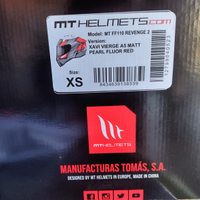 MT HELMETS.COM
Model: MT FF110 REVENGE 2
Version:
XAVI VIERGE A5 MATT
PEARL FLUOR RED
Size:
XS
MT HELMETS
MANUFACTURAS TOMÁS, S.A.
DESIGNED BY MT HELMETS IN EUROPE, MADE IN CHINA